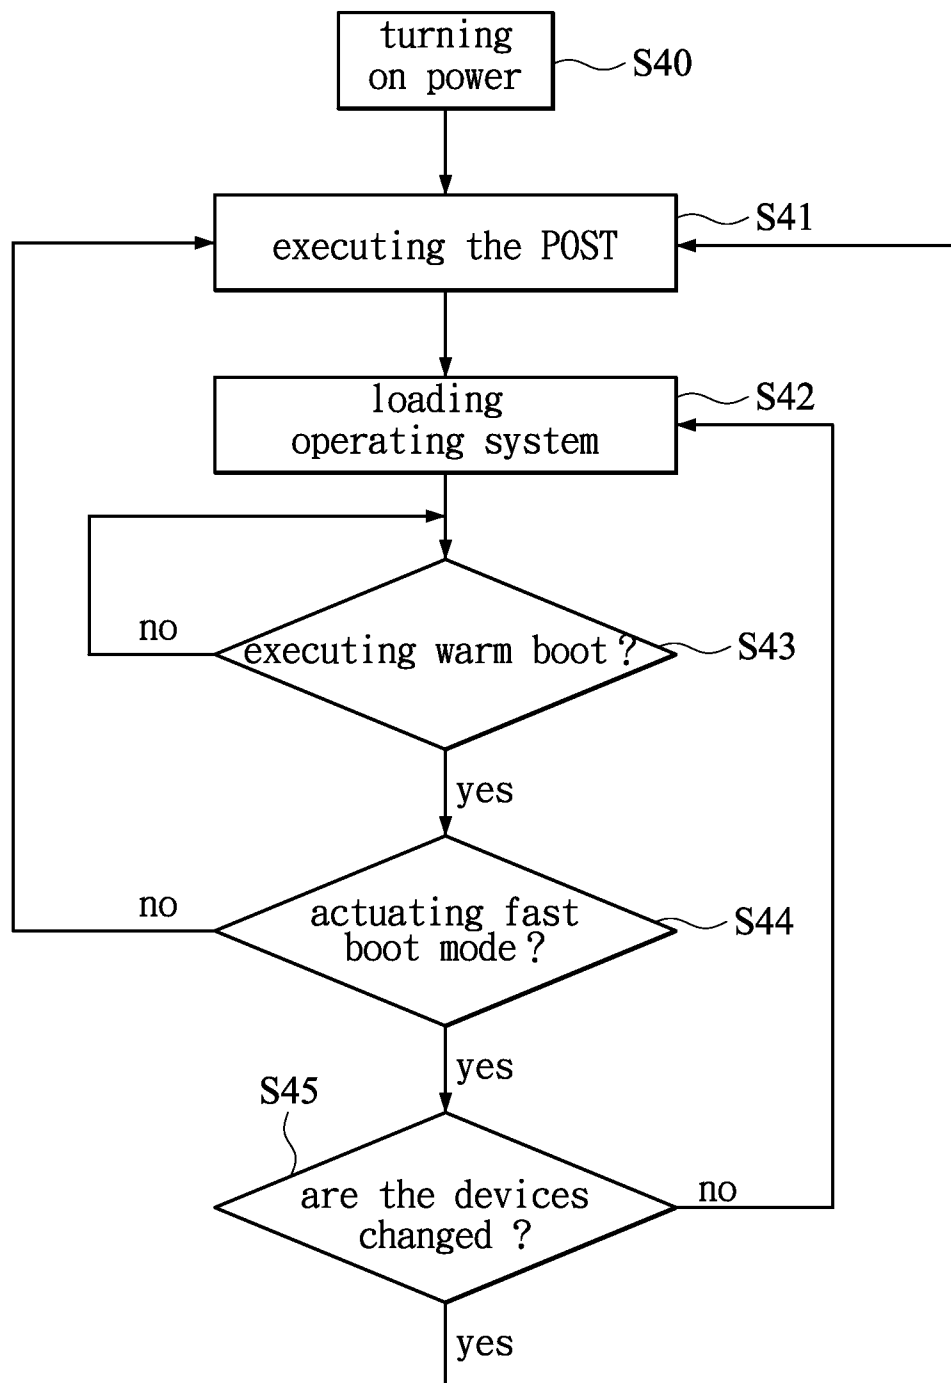 turning
on power
S40
executing the POST
S41
loading
operating system
S42
executing warm boot?
S43
no
yes
actuating fast
boot mode?
S44
no
yes
S45
are the devices
changed ?
no
yes